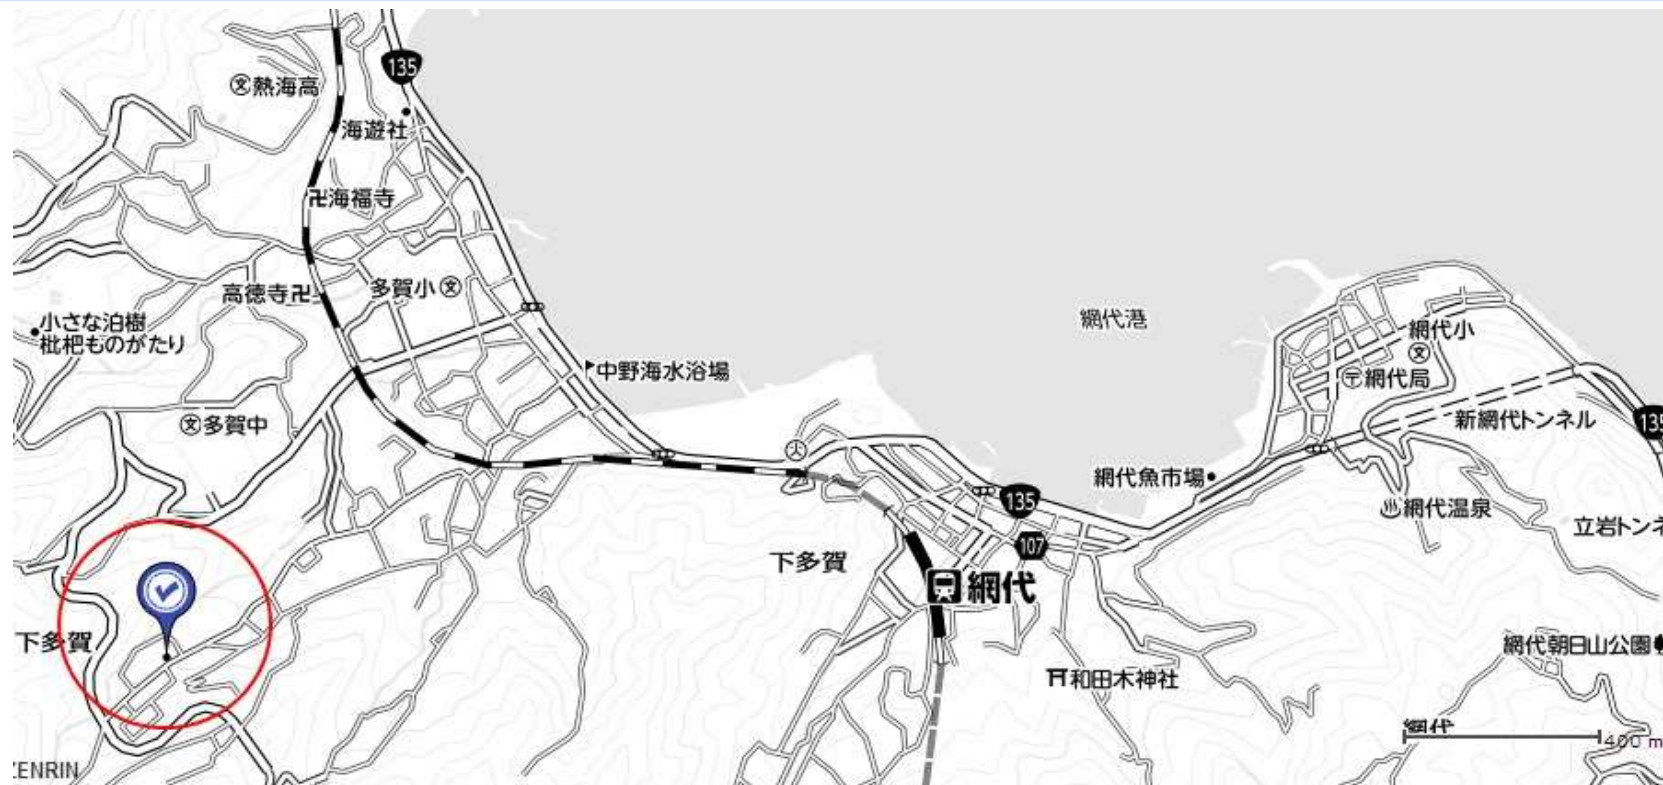 135
熱海高
海遊社
海福寺
高徳寺
多賀小
小さな泊樹
枇杷ものがたり
中野海水浴場
多賀中
網代港
網代小
網代局
新網代トンネル
135
網代魚市場
135
網代温泉
立岩トンネ
107
下多賀
網代
下多賀
網代朝日山公園
和田木神社
網代
400 m
ZENRIN